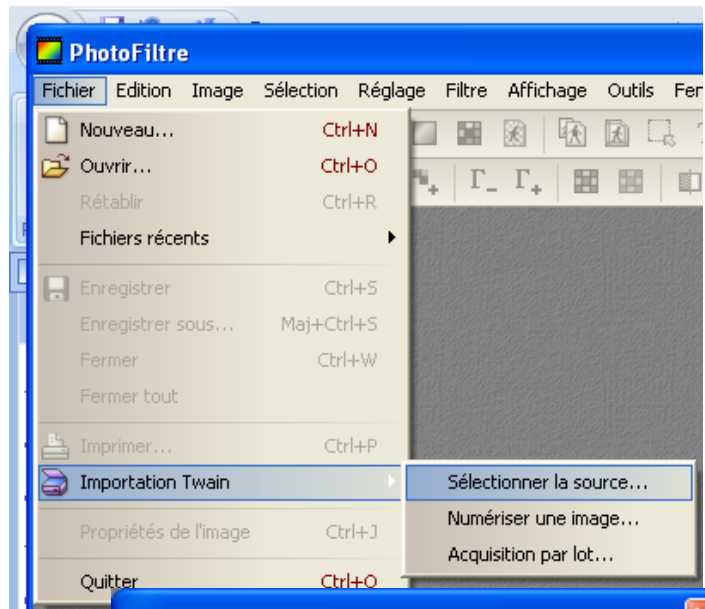 PhotoFiltre
Fichier Edition Image Sélection Réglage Filtre Affichage Outils
Nouveau... Ctrl+N
Ouvrir... Ctrl+O
Rétablir Ctrl+R
Fichiers récents
Enregistrer Ctrl+S
Enregistrer sous... Maj+Ctrl+S
Fermer Ctrl+W
Fermer tout
Imprimer... Ctrl+P
Importation Twain
Sélectionner la source...
Numériser une image...
Acquisition par lot...
Propriétés de l'image Ctrl+J
Quitter